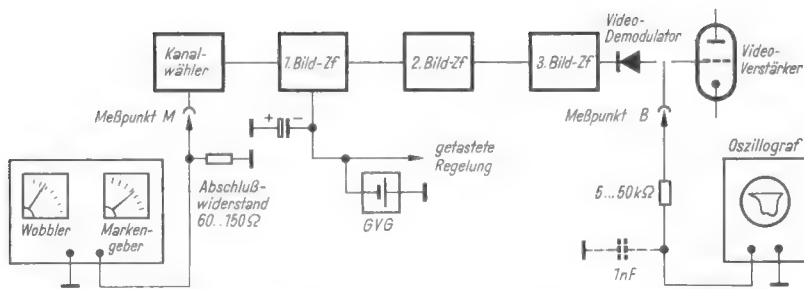 Video-
Demodulator
Kanal-
wähler
1. Bild-Zf
2. Bild-Zf
3. Bild-Zf
Video-
Verstärker
Meßpunkt M
+ -
Meßpunkt B
Oszillograf
getastete
Regelung
Abschluß-
widerstand
60..150Ω
5...50kΩ
Wobbler
Marken-
geber
GVG
1nF